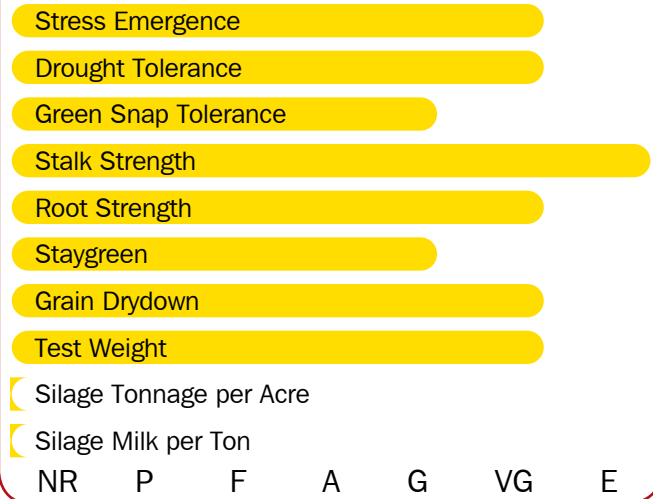 Stress Emergence
Drought Tolerance
Green Snap Tolerance
Stalk Strength
Root Strength
Staygreen
Grain Drydown
Test Weight
Silage Tonnage per Acre
Silage Milk per Ton
NR P F A G VG E